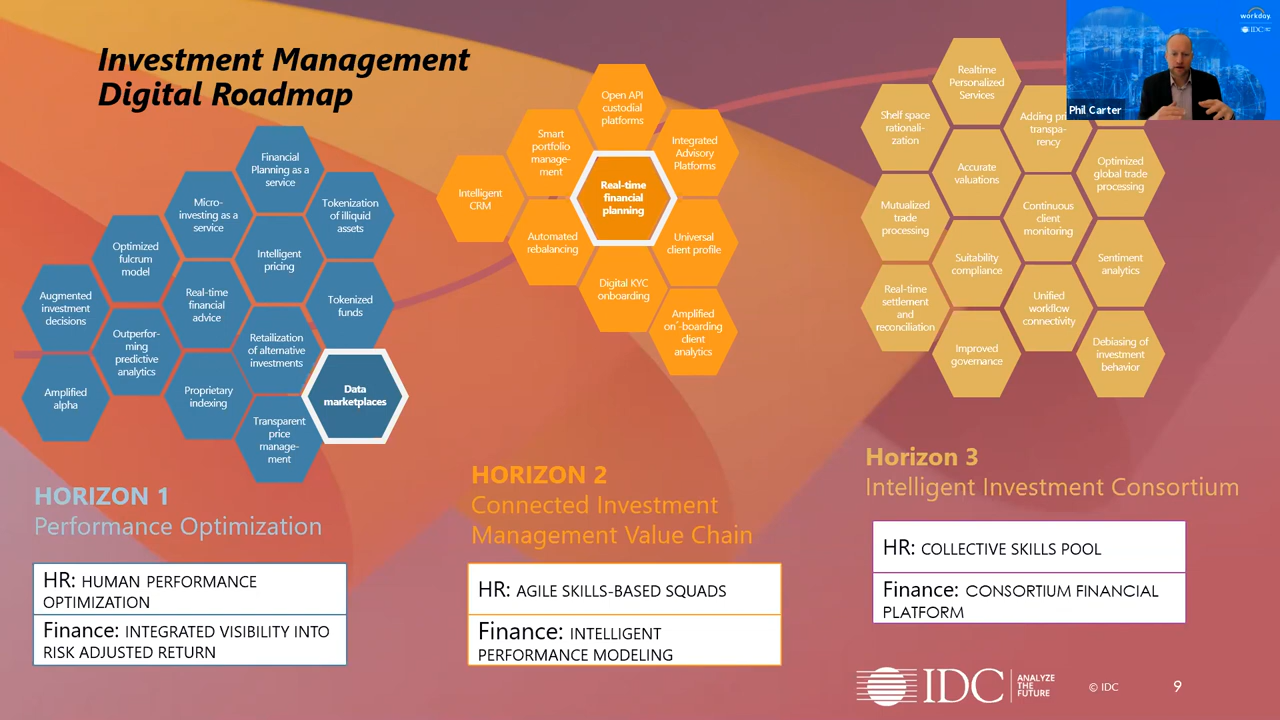 Investment Management
Digital Roadmap
workday.
IDC
Phil Carter
Financial
Planning as a
service
Micro-
investing as a
service
Tokenization
of illiquid
assets
Optimized
fulcrum
model
Intelligent
pricing
Augmented
investment
decisions
Real-time
financial
advice
Tokenized
funds
Outperfor-
ming
predictive
analytics
Retailization
of alternative
investments
Amplified
alpha
Proprietary
indexing
Data
marketplaces
Transparent
price
manage-
ment
Open API
custodial
platforms
Smart
portfolio
manage-
ment
Integrated
Advisory
Platforms
Intelligent
CRM
Real-time
financial
planning
Automated
rebalancing
Universal
client profile
Digital KYC
onboarding
Amplified
on´-boarding
client
analytics
Realtime
Personalized
Services
Shelf space
rationali-
zation
Adding
transpa-
rency
Accurate
valuations
Optimized
global trade
processing
Mutualized
trade
processing
Continuous
client
monitoring
Suitability
compliance
Sentiment
analytics
Real-time
settlement
and
reconciliation
Unified
workflow
connectivity
Improved
governance
Debiasing of
investment
behavior
HORIZON 1
Performance Optimization
HR: HUMAN PERFORMANCE
OPTIMIZATION
Finance: INTEGRATED VISIBILITY INTO
RISK ADJUSTED RETURN
HORIZON 2
Connected Investment
Management Value Chain
HR: AGILE SKILLS-BASED SQUADS
Finance: INTELLIGENT
PERFORMANCE MODELING
Horizon 3
Intelligent Investment Consortium
HR: COLLECTIVE SKILLS POOL
Finance: CONSORTIUM FINANCIAL
PLATFORM
IDC
ANALYZE
THE
FUTURE
© IDC
9